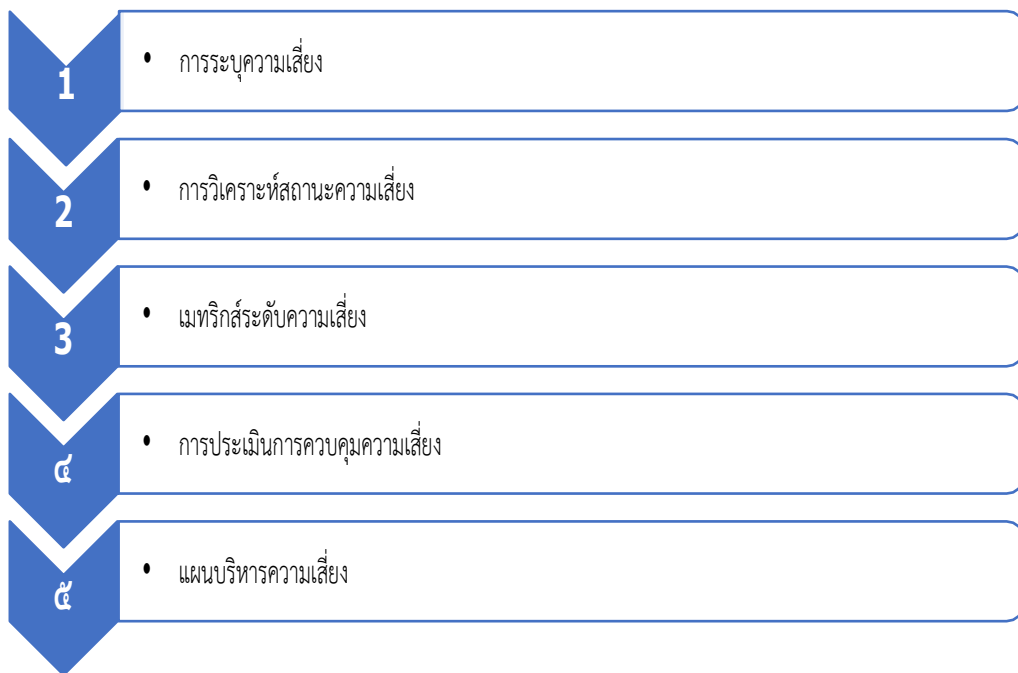 1
• การระบุความเสี่ยง
2
• การวิเคราะห์สถานะความเสี่ยง
3
• เมทริกส์ระดับความเสี่ยง
๔
• การประเมินการควบคุมความเสี่ยง
๕
• แผนบริหารความเสี่ยง